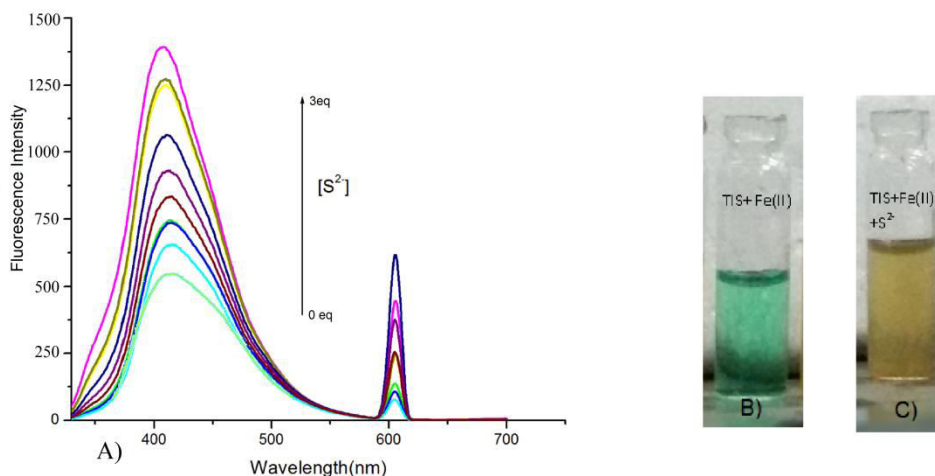 1500
1250
1000
750
500
250
0
Fluorescence Intensity
400
500
600
700
Wavelength(nm)
3eq
[S²⁻]
0 eq
A)
TIS+Fe(II)
B)
TIS+Fe(II)
+S²⁻
C)